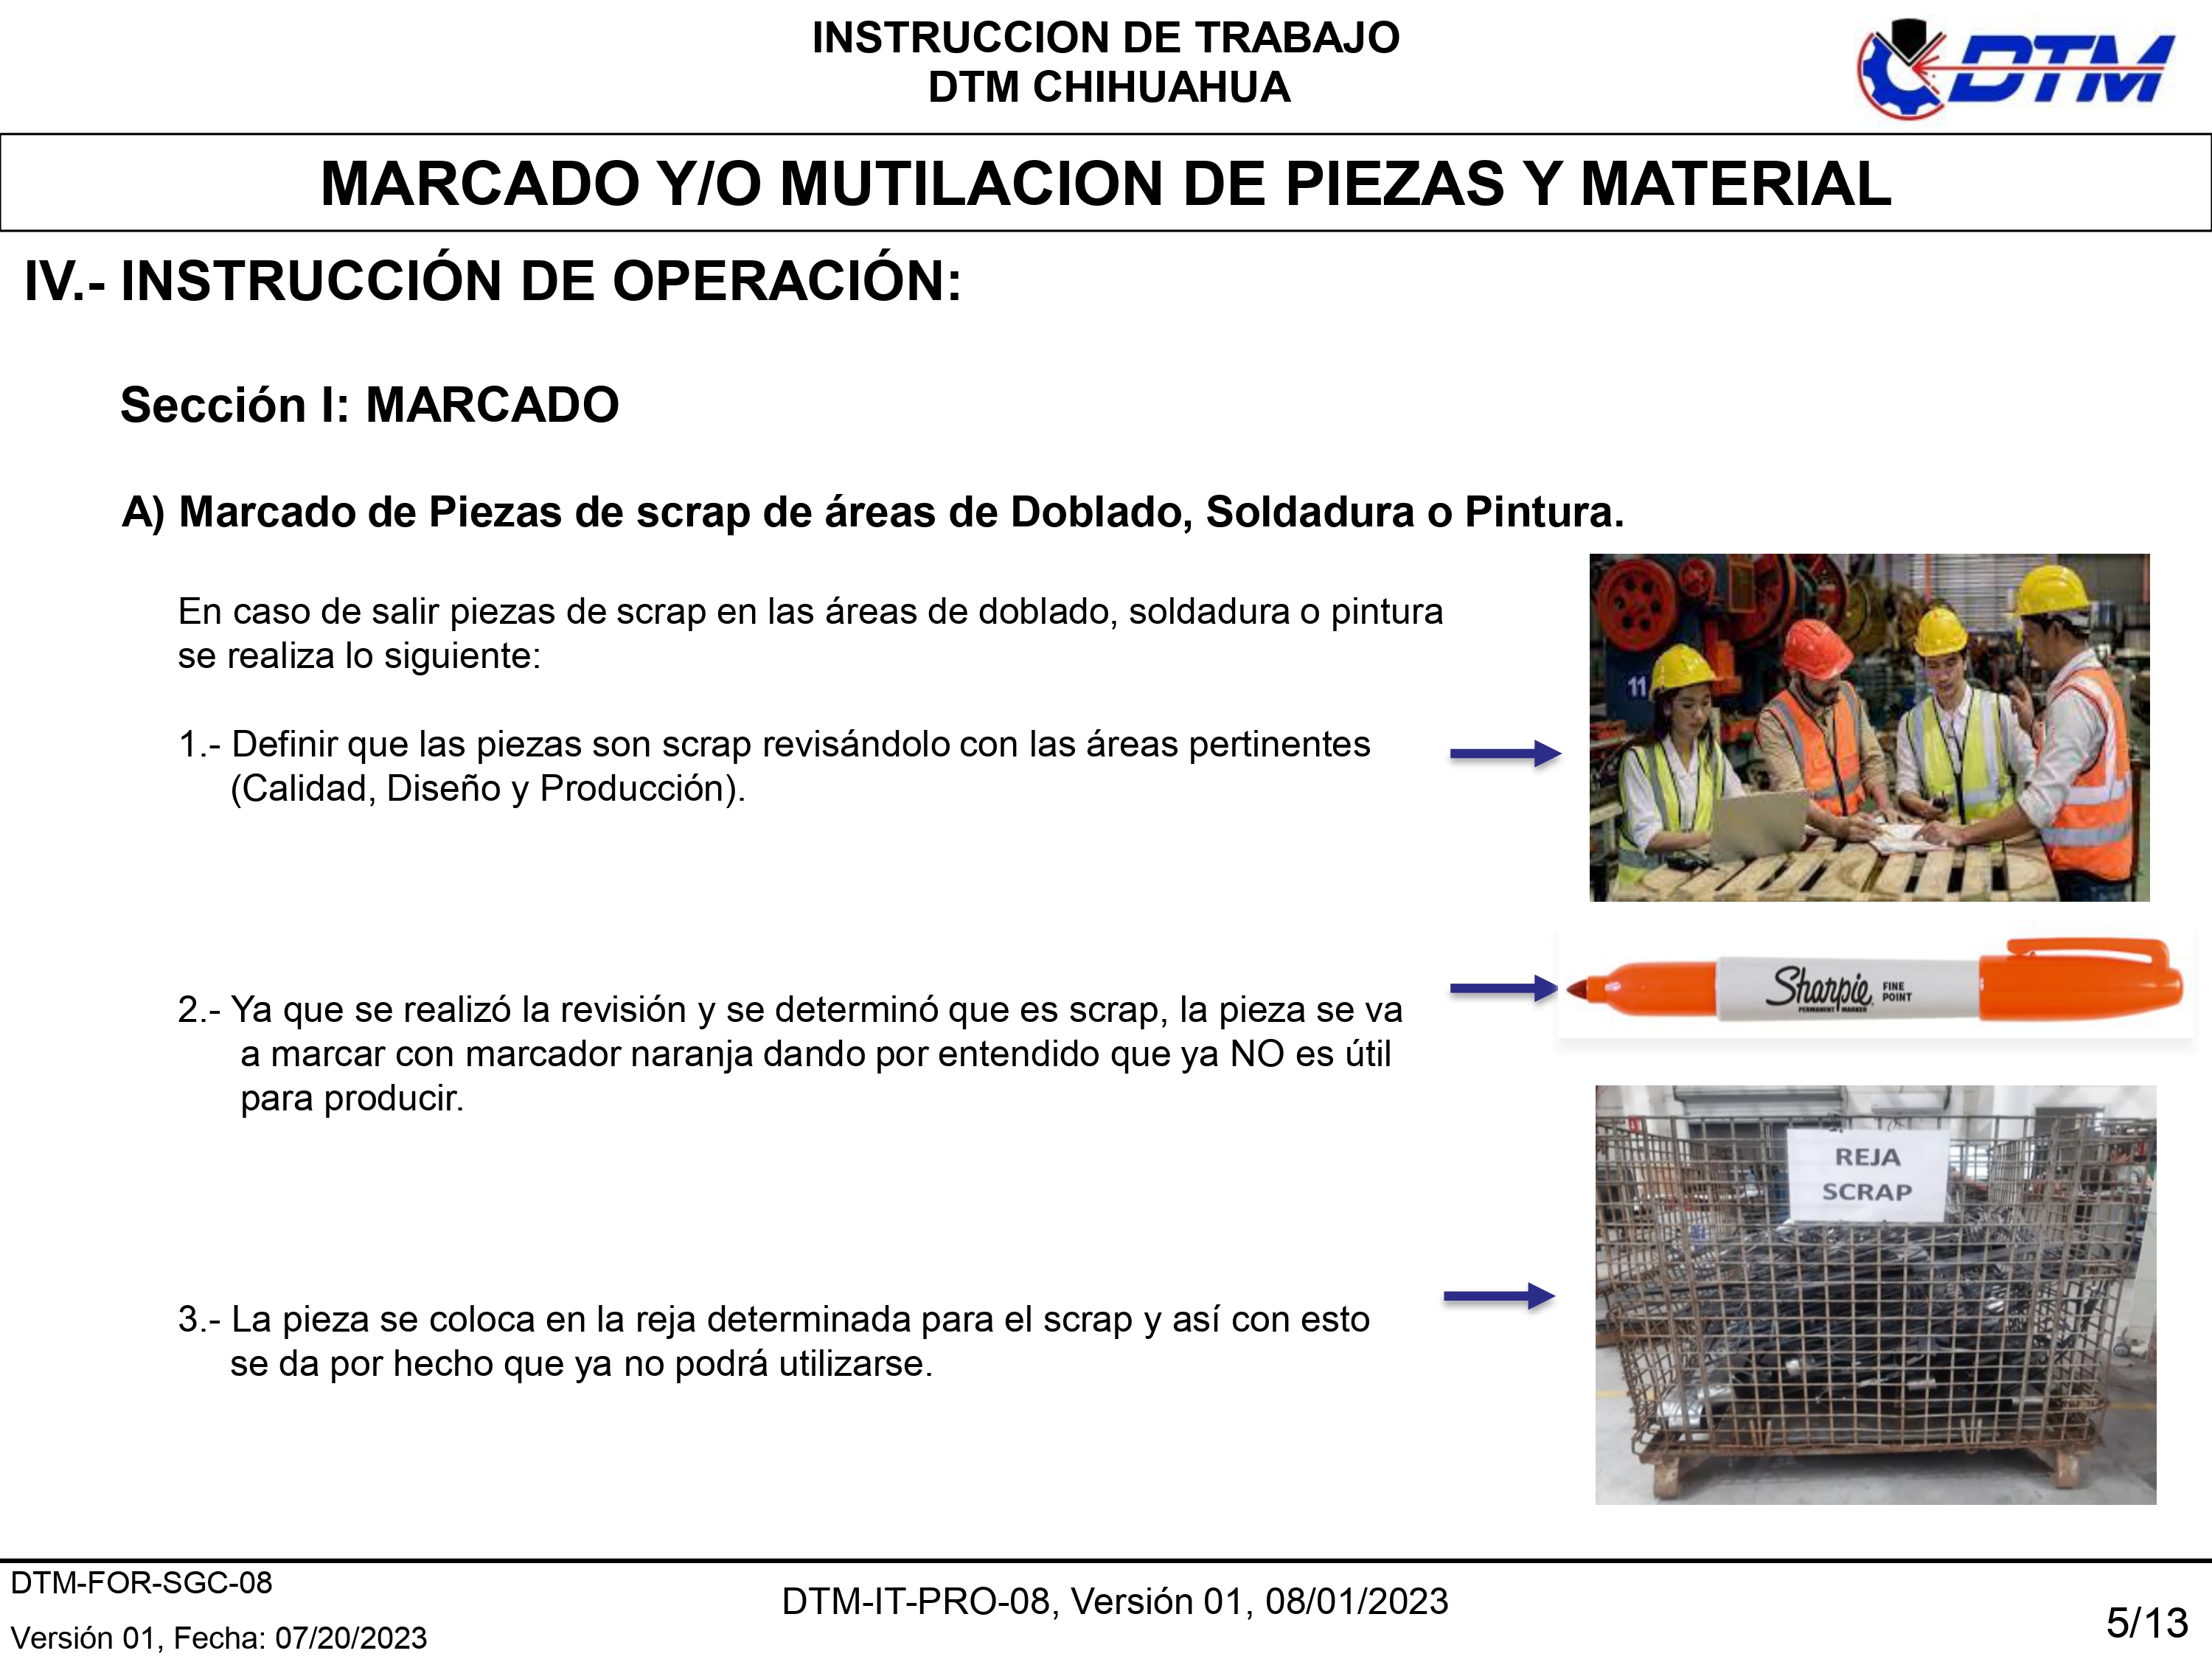 INSTRUCCION DE TRABAJO
DTM CHIHUAHUA
DTM
MARCADO Y/O MUTILACION DE PIEZAS Y MATERIAL
IV.- INSTRUCCIÓN DE OPERACIÓN:
Sección I: MARCADO
A) Marcado de Piezas de scrap de áreas de Doblado, Soldadura o Pintura.
En caso de salir piezas de scrap en las áreas de doblado, soldadura o pintura
se realiza lo siguiente:
1.- Definir que las piezas son scrap revisándolo con las áreas pertinentes
(Calidad, Diseño y Producción).
11
2.- Ya que se realizó la revisión y se determinó que es scrap, la pieza se va
a marcar con marcador naranja dando por entendido que ya NO es útil
para producir.
Sharpie
FINE
POINT
PERMANENT MARKER
REJA
SCRAP
3.- La pieza se coloca en la reja determinada para el scrap y así con esto
se da por hecho que ya no podrá utilizarse.
DTM-FOR-SGC-08
Versión 01, Fecha: 07/20/2023
DTM-IT-PRO-08, Versión 01, 08/01/2023
5/13